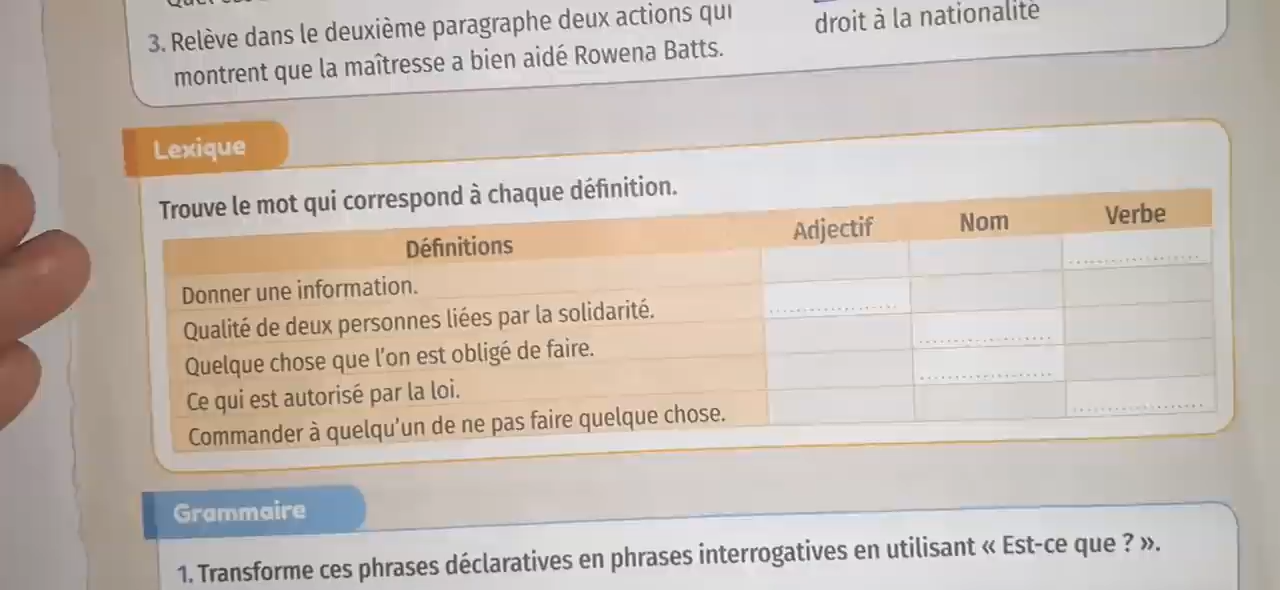 3. Relève dans le deuxième paragraphe deux actions qui
montrent que la maîtresse a bien aidé Rowena Batts.
droit à la nationalité
Lexique
Trouve le mot qui correspond à chaque définition.
Définitions Adjectif Nom Verbe
Donner une information.
Qualité de deux personnes liées par la solidarité.
Quelque chose que l'on est obligé de faire.
Ce qui est autorisé par la loi.
Commander à quelqu'un de ne pas faire quelque chose.
Grammaire
1. Transforme ces phrases déclaratives en phrases interrogatives en utilisant « Est-ce que ? ».